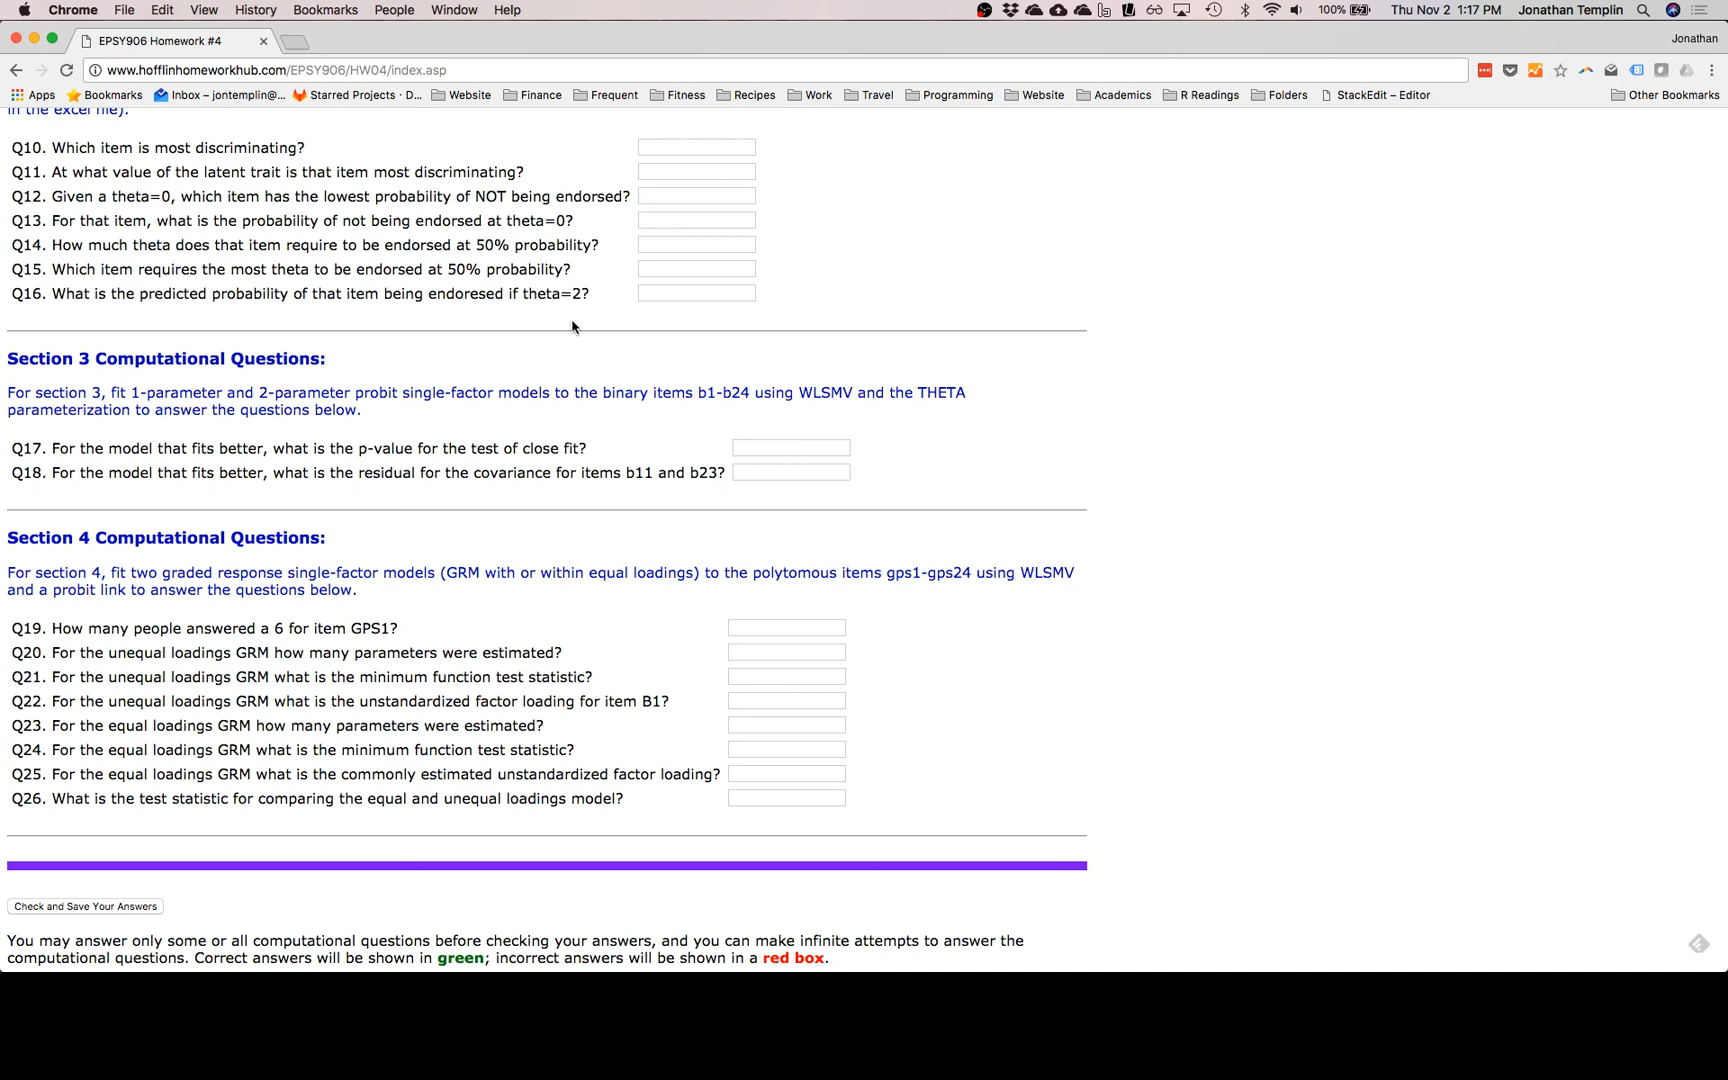 Chrome File Edit View History Bookmarks People Window Help 100% Thu Nov 2 1:17 PM Jonathan Templin
EPSY906 Homework #4 Jonathan
www.hofflinhomeworkhub.com/EPSY906/HW04/index.asp
Apps Bookmarks Inbox – jontemplin@... Starred Projects · D... Website Finance Frequent Fitness Recipes Work Travel Programming Website Academics R Readings Folders StackEdit – Editor Other Bookmarks
in the excel file).
Q10. Which item is most discriminating?
Q11. At what value of the latent trait is that item most discriminating?
Q12. Given a theta=0, which item has the lowest probability of NOT being endorsed?
Q13. For that item, what is the probability of not being endorsed at theta=0?
Q14. How much theta does that item require to be endorsed at 50% probability?
Q15. Which item requires the most theta to be endorsed at 50% probability?
Q16. What is the predicted probability of that item being endoresed if theta=2?
Section 3 Computational Questions:
For section 3, fit 1-parameter and 2-parameter probit single-factor models to the binary items b1-b24 using WLSMV and the THETA
parameterization to answer the questions below.
Q17. For the model that fits better, what is the p-value for the test of close fit?
Q18. For the model that fits better, what is the residual for the covariance for items b11 and b23?
Section 4 Computational Questions:
For section 4, fit two graded response single-factor models (GRM with or within equal loadings) to the polytomous items gps1-gps24 using WLSMV
and a probit link to answer the questions below.
Q19. How many people answered a 6 for item GPS1?
Q20. For the unequal loadings GRM how many parameters were estimated?
Q21. For the unequal loadings GRM what is the minimum function test statistic?
Q22. For the unequal loadings GRM what is the unstandardized factor loading for item B1?
Q23. For the equal loadings GRM how many parameters were estimated?
Q24. For the equal loadings GRM what is the minimum function test statistic?
Q25. For the equal loadings GRM what is the commonly estimated unstandardized factor loading?
Q26. What is the test statistic for comparing the equal and unequal loadings model?
Check and Save Your Answers
You may answer only some or all computational questions before checking your answers, and you can make infinite attempts to answer the
computational questions. Correct answers will be shown in green; incorrect answers will be shown in a red box.